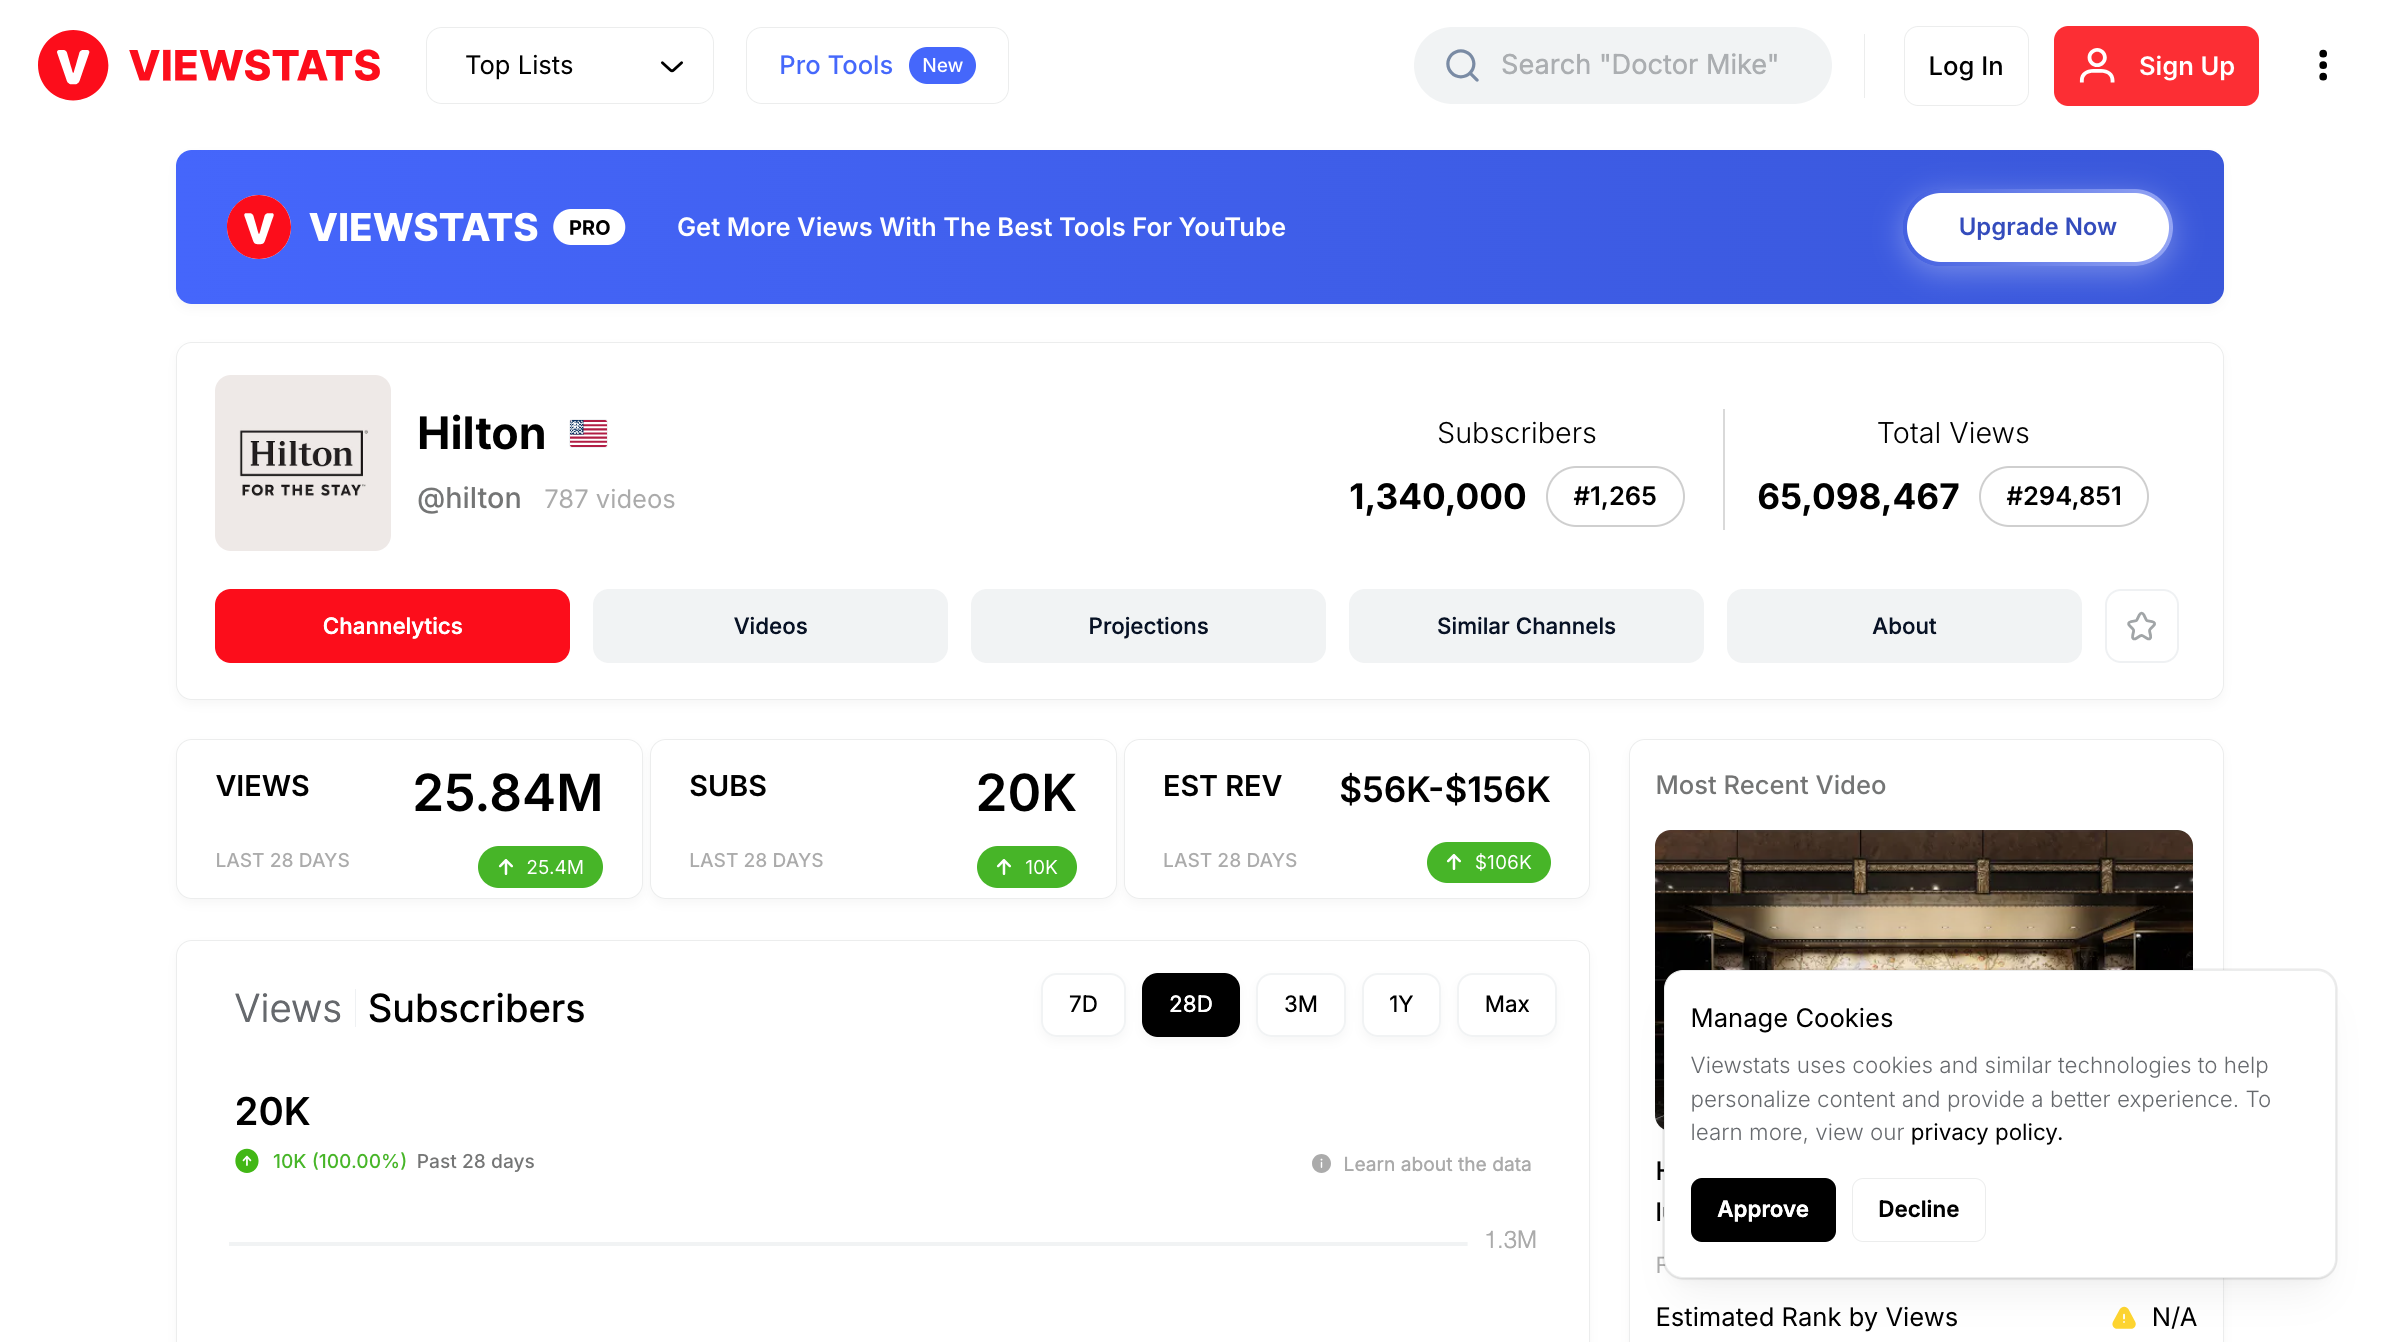 VIEWSTATS
Top Lists
Pro Tools New
Search "Doctor Mike"
Log In
Sign Up
VIEWSTATS PRO
Get More Views With The Best Tools For YouTube
Upgrade Now
Hilton
FOR THE STAY
Hilton
@hilton 787 videos
Subscribers
1,340,000 #1,265
Total Views
65,098,467 #294,851
Channelytics
Videos
Projections
Similar Channels
About
VIEWS 25.84M
LAST 28 DAYS 25.4M
SUBS 20K
LAST 28 DAYS 10K
EST REV $56K-$156K
LAST 28 DAYS $106K
Most Recent Video
Views Subscribers
7D 28D 3M 1Y Max
20K
10K (100.00%) Past 28 days
Learn about the data
1.3M
Manage Cookies
Viewstats uses cookies and similar technologies to help
personalize content and provide a better experience. To
learn more, view our privacy policy.
Approve Decline
Estimated Rank by Views N/A